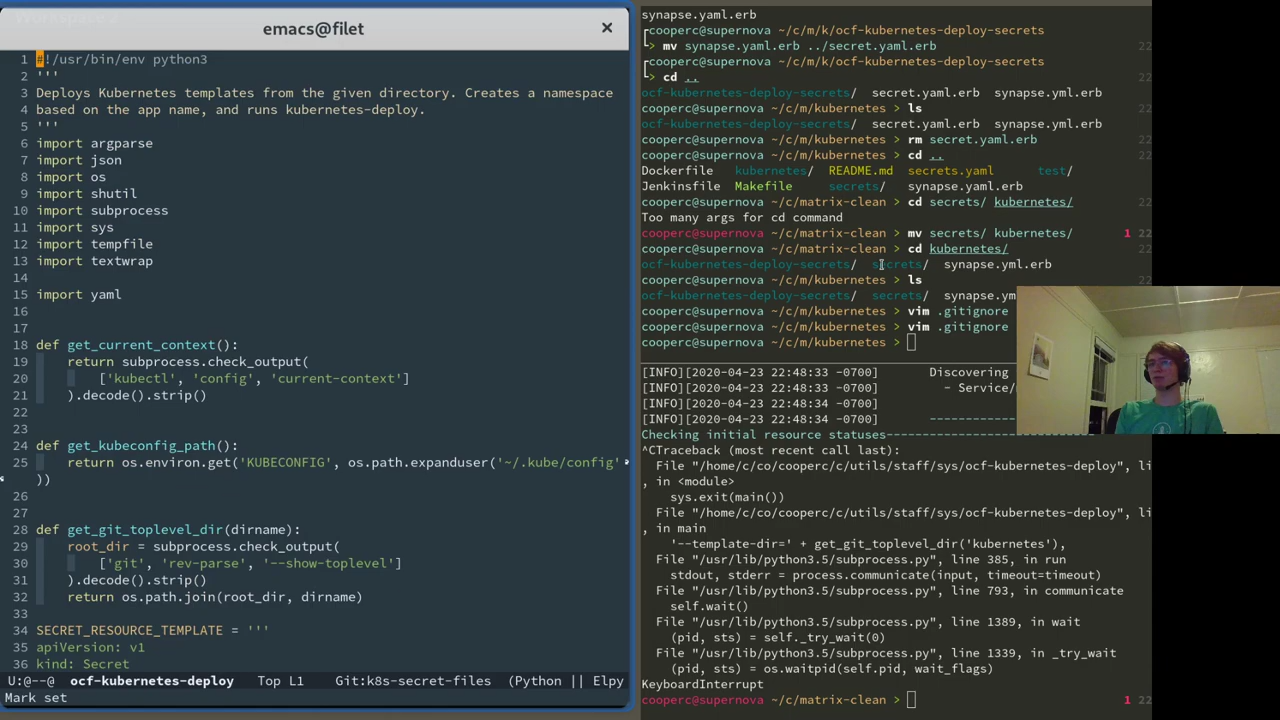 emacs@filet
1 #!/usr/bin/env python3
2 '''
3 Deploys Kubernetes templates from the given directory. Creates a namespace
4 based on the app name, and runs kubernetes-deploy.
5 '''
6 import argparse
7 import json
8 import os
9 import shutil
10 import subprocess
11 import sys
12 import tempfile
13 import textwrap
14
15 import yaml
16
17
18 def get_current_context():
19 return subprocess.check_output(
20 ['kubectl', 'config', 'current-context']
21 ).decode().strip()
22
23
24 def get_kubeconfig_path():
25 return os.environ.get('KUBECONFIG', os.path.expanduser('~/.kube/config'
))
26
27
28 def get_git_toplevel_dir(dirname):
29 root_dir = subprocess.check_output(
30 ['git', 'rev-parse', '--show-toplevel']
31 ).decode().strip()
32 return os.path.join(root_dir, dirname)
33
34 SECRET_RESOURCE_TEMPLATE = '''
35 apiVersion: v1
36 kind: Secret
U:@--@ ocf-kubernetes-deploy Top L1 Git:k8s-secret-files (Python || Elpy
Mark set
synapse.yaml.erb
cooperc@supernova ~/c/m/k/ocf-kubernetes-deploy-secrets
> mv synapse.yaml.erb ../secret.yaml.erb 22
cooperc@supernova ~/c/m/k/ocf-kubernetes-deploy-secrets
> cd .. 22
ocf-kubernetes-deploy-secrets/ secret.yaml.erb synapse.yml.erb
cooperc@supernova ~/c/m/kubernetes > ls 22
ocf-kubernetes-deploy-secrets/ secret.yaml.erb synapse.yml.erb
cooperc@supernova ~/c/m/kubernetes > rm secret.yaml.erb 22
cooperc@supernova ~/c/m/kubernetes > cd .. 22
Dockerfile kubernetes/ README.md secrets.yaml test/
Jenkinsfile Makefile secrets/ synapse.yaml.erb
cooperc@supernova ~/c/matrix-clean > cd secrets/ kubernetes/ 22
Too many args for cd command
cooperc@supernova ~/c/matrix-clean > mv secrets/ kubernetes/ 1 22
cooperc@supernova ~/c/matrix-clean > cd kubernetes/ 22
ocf-kubernetes-deploy-secrets/ secrets/ synapse.yml.erb
cooperc@supernova ~/c/m/kubernetes > ls 22
ocf-kubernetes-deploy-secrets/ secrets/ synapse.ym
cooperc@supernova ~/c/m/kubernetes > vim .gitignore
cooperc@supernova ~/c/m/kubernetes > vim .gitignore
cooperc@supernova ~/c/m/kubernetes >
[INFO][2020-04-23 22:48:33 -0700] Discovering
[INFO][2020-04-23 22:48:33 -0700] - Service/
[INFO][2020-04-23 22:48:34 -0700]
[INFO][2020-04-23 22:48:34 -0700] -----------
Checking initial resource statuses------------------
^CTraceback (most recent call last):
File "/home/c/co/cooperc/c/utils/staff/sys/ocf-kubernetes-deploy", li
, in <module>
sys.exit(main())
File "/home/c/co/cooperc/c/utils/staff/sys/ocf-kubernetes-deploy", li
, in main
'--template-dir=' + get_git_toplevel_dir('kubernetes'),
File "/usr/lib/python3.5/subprocess.py", line 385, in run
stdout, stderr = process.communicate(input, timeout=timeout)
File "/usr/lib/python3.5/subprocess.py", line 793, in communicate
self.wait()
File "/usr/lib/python3.5/subprocess.py", line 1389, in wait
(pid, sts) = self._try_wait(0)
File "/usr/lib/python3.5/subprocess.py", line 1339, in _try_wait
(pid, sts) = os.waitpid(self.pid, wait_flags)
KeyboardInterrupt
cooperc@supernova ~/c/matrix-clean > 1 22